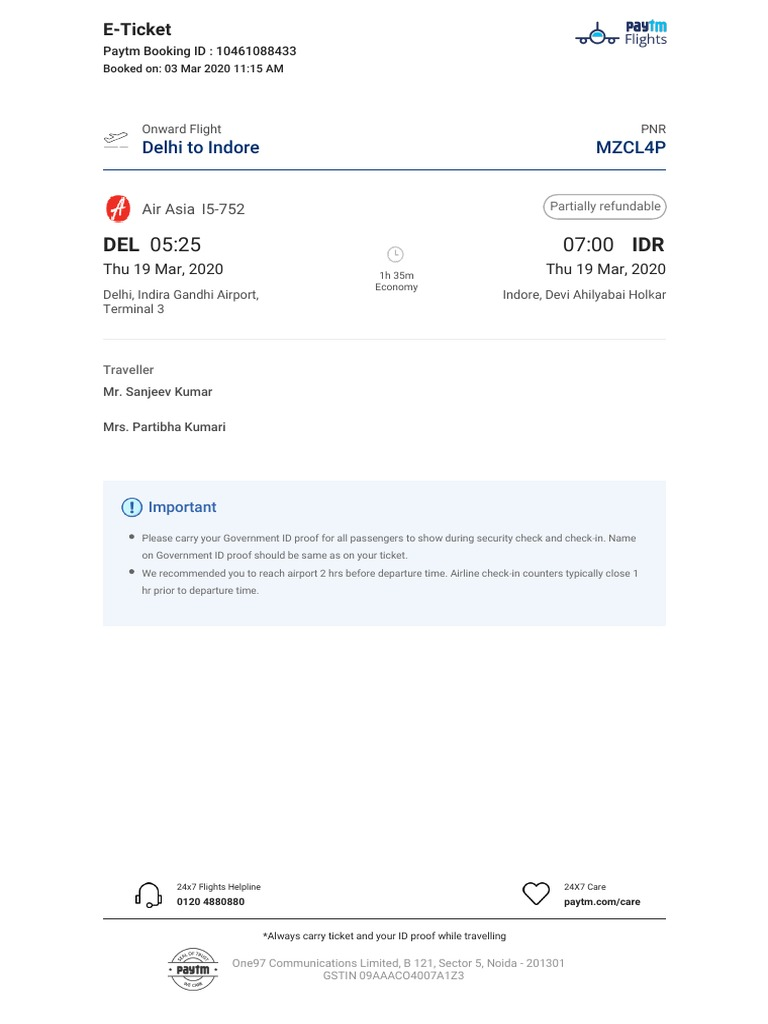 E-Ticket
Paytm Booking ID : 10461088433
Booked on: 03 Mar 2020 11:15 AM
paytm
Flights
Onward Flight
Delhi to Indore
PNR
MZCL4P
Air Asia I5-752
Partially refundable
DEL 05:25
Thu 19 Mar, 2020
Delhi, Indira Gandhi Airport,
Terminal 3
1h 35m
Economy
07:00 IDR
Thu 19 Mar, 2020
Indore, Devi Ahilyabai Holkar
Traveller
Mr. Sanjeev Kumar
Mrs. Partibha Kumari
Important
Please carry your Government ID proof for all passengers to show during security check and check-in. Name
on Government ID proof should be same as on your ticket.
We recommended you to reach airport 2 hrs before departure time. Airline check-in counters typically close 1
hr prior to departure time.
24x7 Flights Helpline
0120 4880880
24X7 Care
paytm.com/care
*Always carry ticket and your ID proof while travelling
SEAL OF TRUST
paytm
WE CARE
One97 Communications Limited, B 121, Sector 5, Noida - 201301
GSTIN 09AAACO4007A1Z3